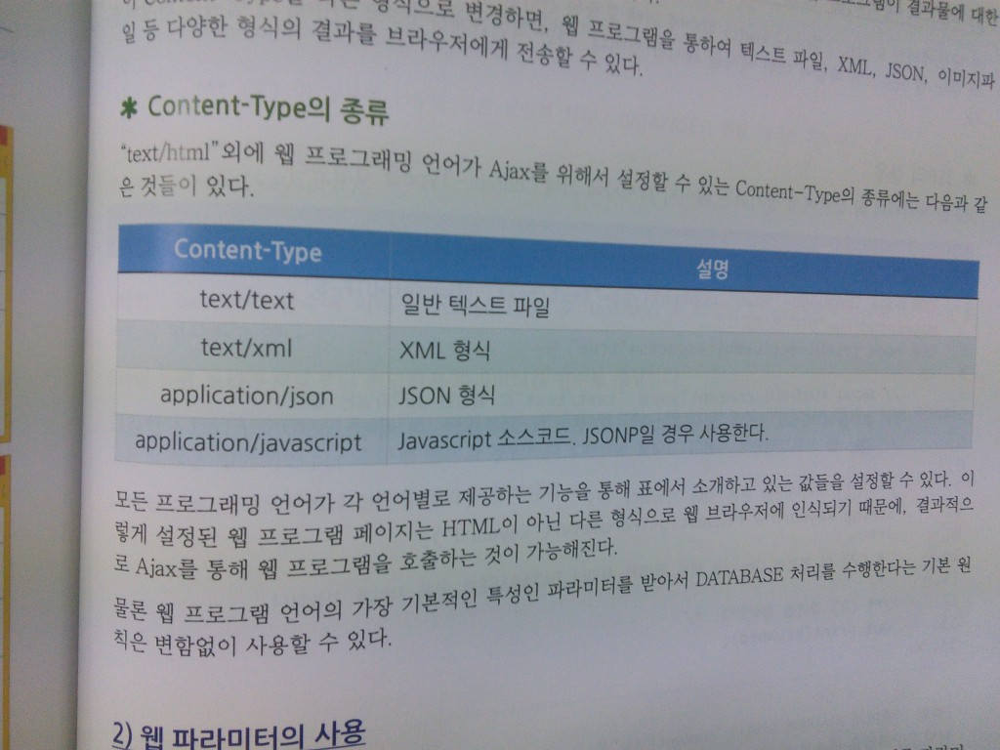 이 Content-Type을 다른 형식으로 변경하면, 웹 프로그램을 통하여 텍스트 파일, XML, JSON, 이미지파
결과물에 대한
일 등 다양한 형식의 결과를 브라우저에게 전송할 수 있다.
✱ Content-Type의 종류
“text/html”외에 웹 프로그래밍 언어가 Ajax를 위해서 설정할 수 있는 Content-Type의 종류에는 다음과 같
은 것들이 있다.
Content-Type 설명
text/text 일반 텍스트 파일
text/xml XML 형식
application/json JSON 형식
application/javascript Javascript 소스코드. JSONP일 경우 사용한다.
모든 프로그래밍 언어가 각 언어별로 제공하는 기능을 통해 표에서 소개하고 있는 값들을 설정할 수 있다. 이
렇게 설정된 웹 프로그램 페이지는 HTML이 아닌 다른 형식으로 웹 브라우저에 인식되기 때문에, 결과적으
로 Ajax를 통해 웹 프로그램을 호출하는 것이 가능해진다.
물론 웹 프로그램 언어의 가장 기본적인 특성인 파라미터를 받아서 DATABASE 처리를 수행한다는 기본 원
칙은 변함없이 사용할 수 있다.
2) 웹 파라미터의 사용